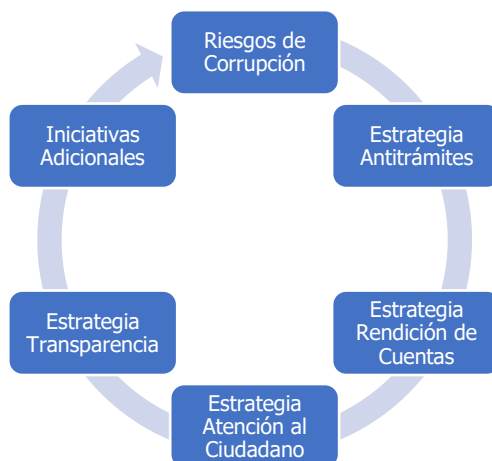 Riesgos de
Corrupción
Estrategia
Antitrámites
Estrategia
Rendición de
Cuentas
Estrategia
Atención al
Ciudadano
Estrategia
Transparencia
Iniciativas
Adicionales